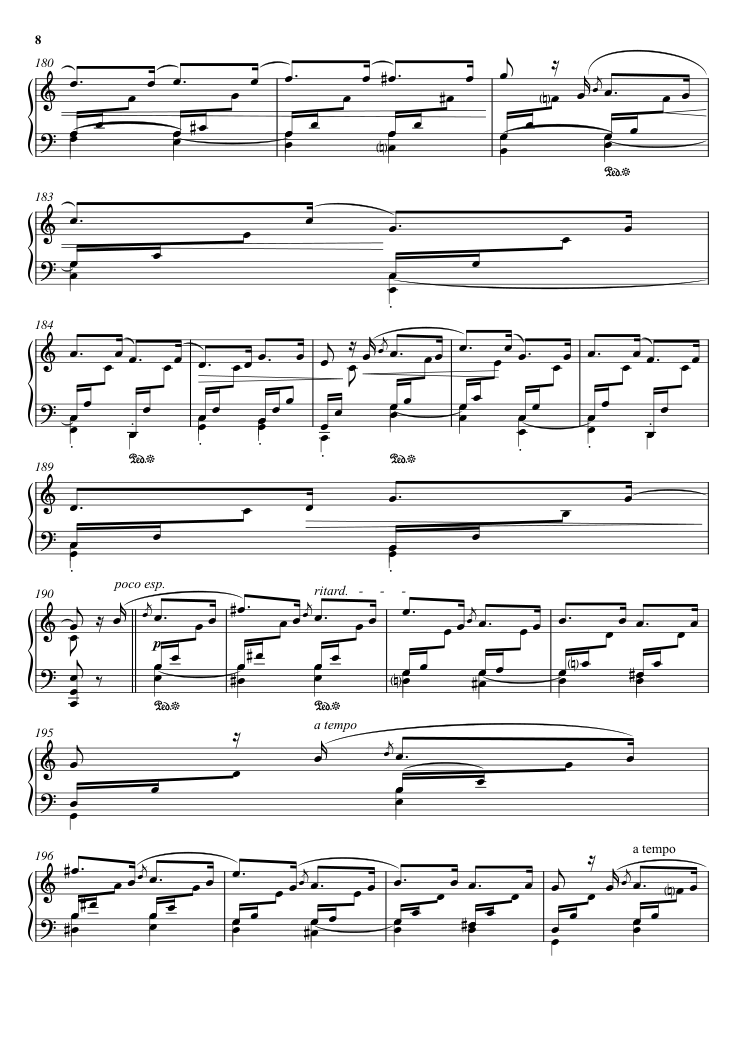 8
180
𝆮
183
184
𝆮 𝆮
189
190
poco esp.
ritard. - - -
p
𝆮 𝆮
195
a tempo
196
a tempo